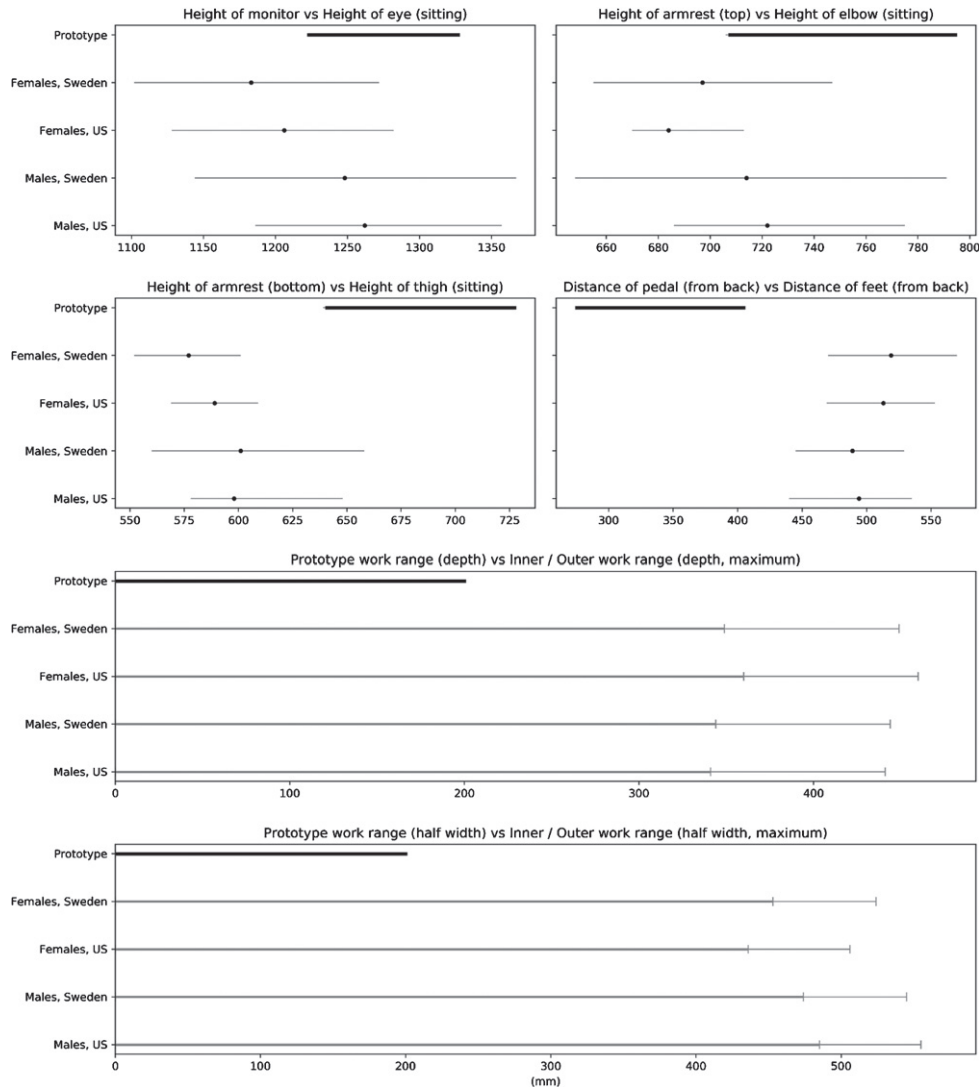 Height of monitor vs Height of eye (sitting)
Prototype
Females, Sweden
Females, US
Males, Sweden
Males, US
1100 1150 1200 1250 1300 1350
Height of armrest (top) vs Height of elbow (sitting)
660 680 700 720 740 760 780 800
Height of armrest (bottom) vs Height of thigh (sitting)
Prototype
Females, Sweden
Females, US
Males, Sweden
Males, US
550 575 600 625 650 675 700 725
Distance of pedal (from back) vs Distance of feet (from back)
300 350 400 450 500 550
Prototype work range (depth) vs Inner / Outer work range (depth, maximum)
Prototype
Females, Sweden
Females, US
Males, Sweden
Males, US
0 100 200 300 400
Prototype work range (half width) vs Inner / Outer work range (half width, maximum)
Prototype
Females, Sweden
Females, US
Males, Sweden
Males, US
0 100 200 300 400 500
(mm)